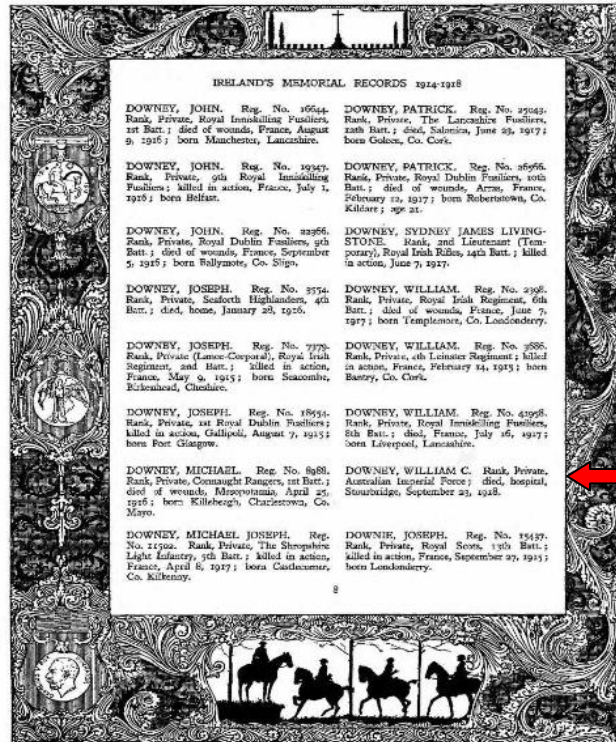 IRELAND'S MEMORIAL RECORDS 1914-1918
DOWNEY, JOHN. Reg. No. 16644.
Rank, Private, Royal Inniskilling Fusiliers,
1st Batt.; died of wounds, France, August
9, 1916; born Manchester, Lancashire.
DOWNEY, JOHN. Reg. No. 19347.
Rank, Private, 9th Royal Inniskilling
Fusiliers; killed in action, France, July 1,
1916; born Belfast.
DOWNEY, JOHN. Reg. No. 22966.
Rank, Private, Royal Dublin Fusiliers, 9th
Batt.; died of wounds, France, September
5, 1916; born Ballymote, Co. Sligo.
DOWNEY, JOSEPH. Reg. No. 3554.
Rank, Private, Seaforth Highlanders, 4th
Batt.; died, home, January 28, 1916.
DOWNEY, JOSEPH. Reg. No. 7379.
Rank, Private (Lance-Corporal), Royal Irish
Regiment, 2nd Batt.; killed in action,
France, May 9, 1915; born Seacombe,
Birkenhead, Cheshire.
DOWNEY, JOSEPH. Reg. No. 18554.
Rank, Private, 1st Royal Dublin Fusiliers;
killed in action, Gallipoli, August 7, 1915;
born Port Glasgow.
DOWNEY, MICHAEL. Reg. No. 8988.
Rank, Private, Connaught Rangers, 1st Batt.;
died of wounds, Mesopotamia, April 25,
1916; born Killebeagh, Charlestown, Co.
Mayo.
DOWNEY, MICHAEL JOSEPH. Reg.
No. 11502. Rank, Private, The Shropshire
Light Infantry, 5th Batt.; killed in action,
France, April 8, 1917; born Castlecomer,
Co. Kilkenny.
DOWNEY, PATRICK. Reg. No. 25043.
Rank, Private, The Lancashire Fusiliers,
12th Batt.; died, Salonica, June 23, 1917;
born Goleen, Co. Cork.
DOWNEY, PATRICK. Reg. No. 26566.
Rank, Private, Royal Dublin Fusiliers, 10th
Batt.; died of wounds, Arras, France,
February 12, 1917; born Robertstown, Co.
Kildare; age 21.
DOWNEY, SYDNEY JAMES LIVING-
STONE. Rank, 2nd Lieutenant (Tem-
porary), Royal Irish Rifles, 14th Batt.; killed
in action, June 7, 1917.
DOWNEY, WILLIAM. Reg. No. 2398.
Rank, Private, Royal Irish Regiment, 6th
Batt.; died of wounds, France, June 7,
1917; born Templemore, Co. Londonderry.
DOWNEY, WILLIAM. Reg. No. 3686.
Rank, Private, 4th Leinster Regiment; killed
in action, France, February 14, 1915; born
Bantry, Co. Cork.
DOWNEY, WILLIAM. Reg. No. 41958.
Rank, Private, Royal Inniskilling Fusiliers,
8th Batt.; died, France, July 16, 1917;
born Liverpool, Lancashire.
DOWNEY, WILLIAM C. Rank, Private,
Australian Imperial Force; died, hospital,
Stourbridge, September 23, 1918.
DOWNIE, JOSEPH. Reg. No. 15437.
Rank, Private, Royal Scots, 13th Batt.;
killed in action, France, September 27, 1915;
born Londonderry.
8